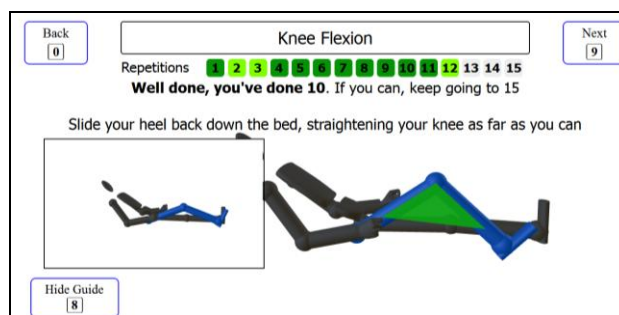 Back
0
Knee Flexion
Next
9
Repetitions 1 2 3 4 5 6 7 8 9 10 11 12 13 14 15
Well done, you've done 10. If you can, keep going to 15
Slide your heel back down the bed, straightening your knee as far as you can
Hide Guide
8